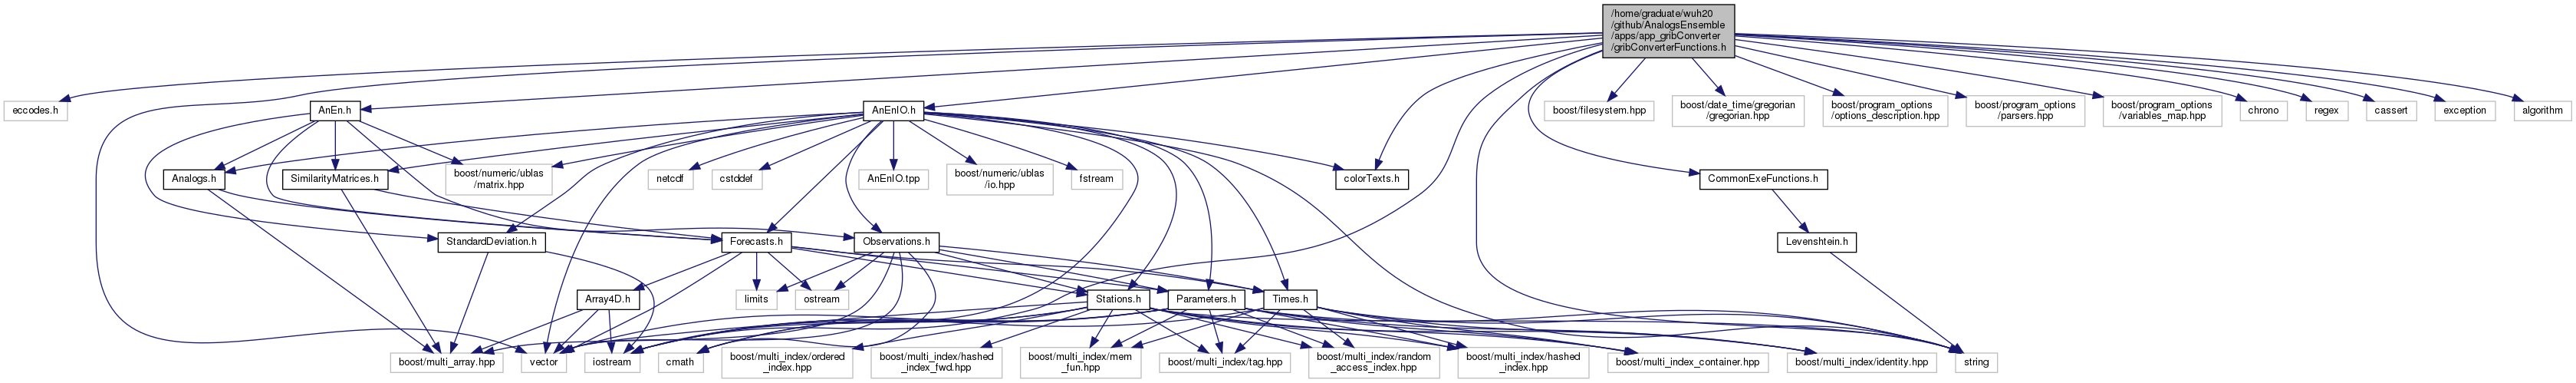 /home/graduate/wuh20
/github/AnalogsEnsemble
/apps/app_gribConverter
/gribConverterFunctions.h
eccodes.h
AnEn.h
AnEnIO.h
boost/filesystem.hpp
boost/date_time/gregorian
/gregorian.hpp
boost/program_options
/options_description.hpp
boost/program_options
/parsers.hpp
boost/program_options
/variables_map.hpp
chrono
regex
cassert
exception
algorithm
Analogs.h
SimilarityMatrices.h
boost/numeric/ublas
/matrix.hpp
netcdf
cstddef
AnEnIO.tpp
boost/numeric/ublas
/io.hpp
fstream
colorTexts.h
CommonExeFunctions.h
StandardDeviation.h
Forecasts.h
Observations.h
Levenshtein.h
Array4D.h
limits
ostream
Stations.h
Parameters.h
Times.h
boost/multi_array.hpp
vector
iostream
cmath
boost/multi_index/ordered
_index.hpp
boost/multi_index/hashed
_index_fwd.hpp
boost/multi_index/mem
_fun.hpp
boost/multi_index/tag.hpp
boost/multi_index/random
_access_index.hpp
boost/multi_index/hashed
_index.hpp
boost/multi_index_container.hpp
boost/multi_index/identity.hpp
string